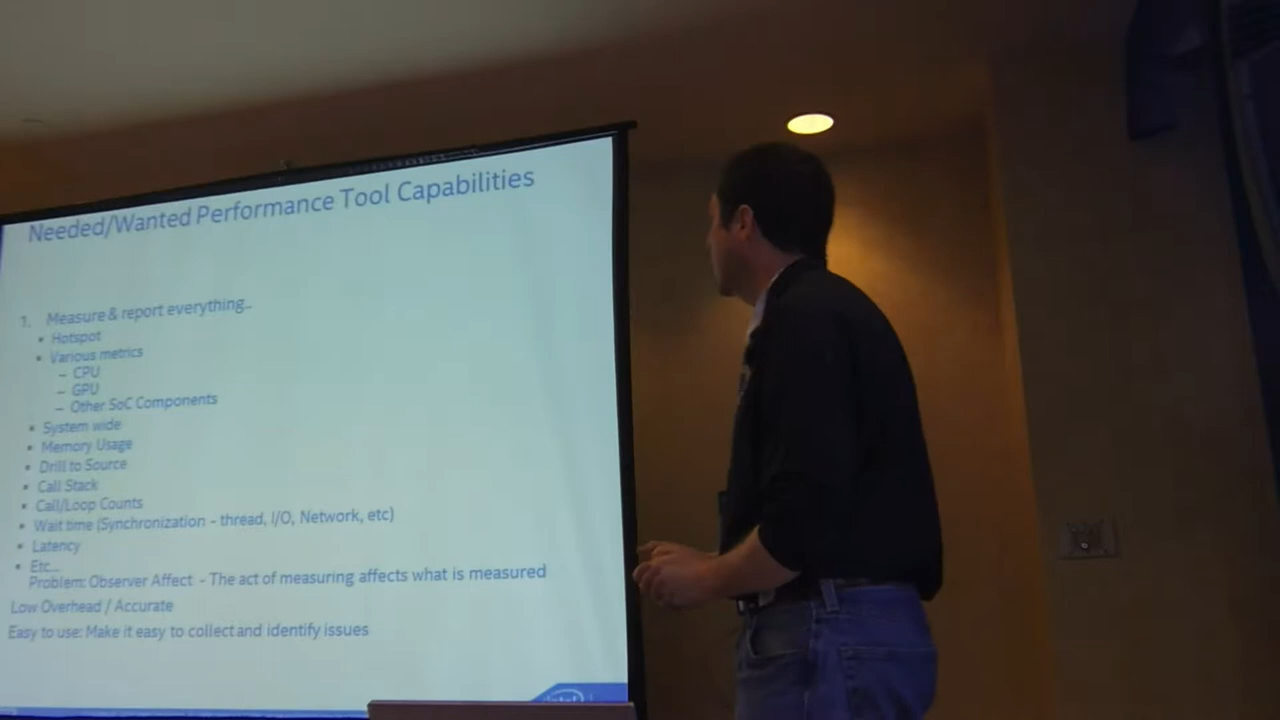 Needed/Wanted Performance Tool Capabilities
1. Measure & report everything...
• Hotspot
• Various metrics
– CPU
– GPU
– Other SoC Components
• System wide
• Memory Usage
• Drill to Source
• Call Stack
• Call/Loop Counts
• Wait time (Synchronization – thread, I/O, Network, etc)
• Latency
• Etc...
Problem: Observer Affect - The act of measuring affects what is measured
Low Overhead / Accurate
Easy to use: Make it easy to collect and identify issues
intel